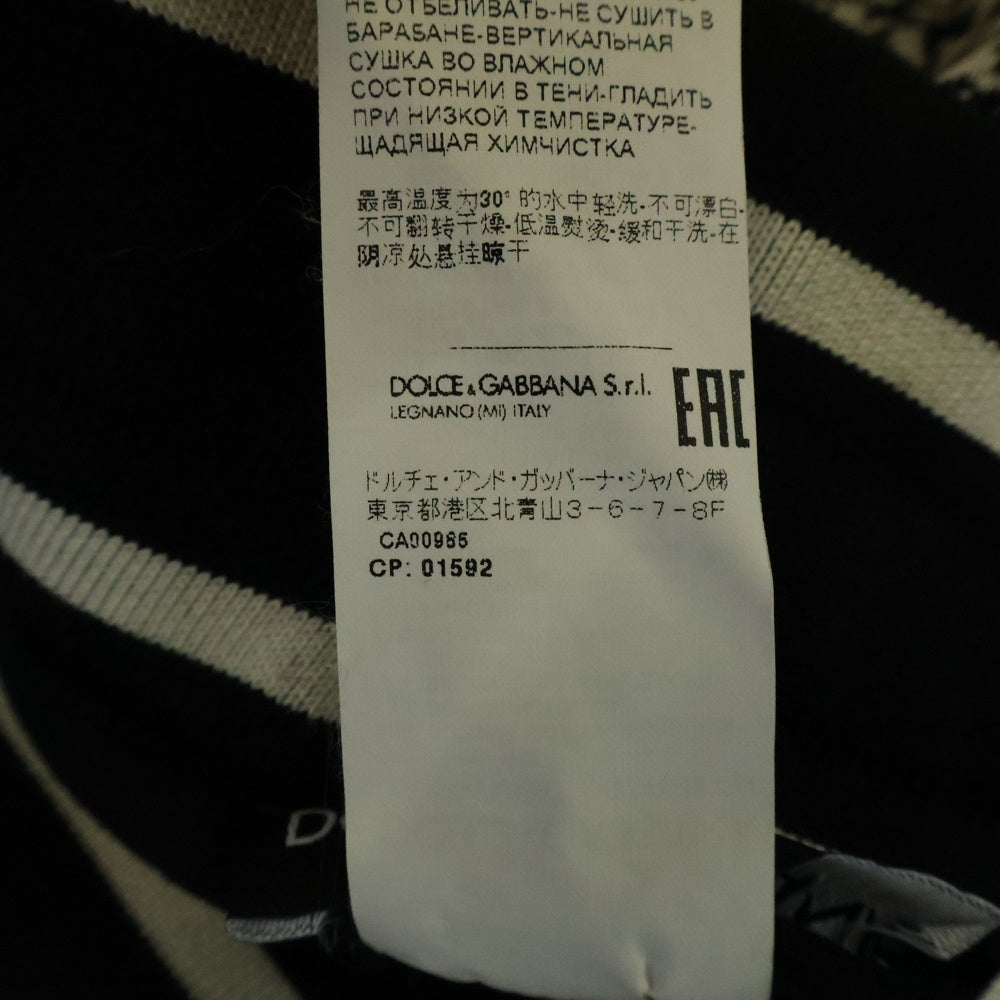 НЕ ОТБЕЛИВАТЬ-НЕ СУШИТЬ В
БАРАБАНЕ-ВЕРТИКАЛЬНАЯ
СУШКА ВО ВЛАЖНОМ
СОСТОЯНИИ В ТЕНИ-ГЛАДИТЬ
ПРИ НИЗКОЙ ТЕМПЕРАТУРЕ-
ЩАДЯЩАЯ ХИМЧИСТКА
最高温度为30° 的水中轻洗-不可漂白-
不可翻转干燥-低温熨烫-缓和干洗-在
阴凉处悬挂晾干
DOLCE & GABBANA S.r.l.
LEGNANO (MI) ITALY
EAC
ドルチェ・アンド・ガッバーナ・ジャパン㈱
東京都港区北青山3-6-7-8F
CA00986
CP: 01592